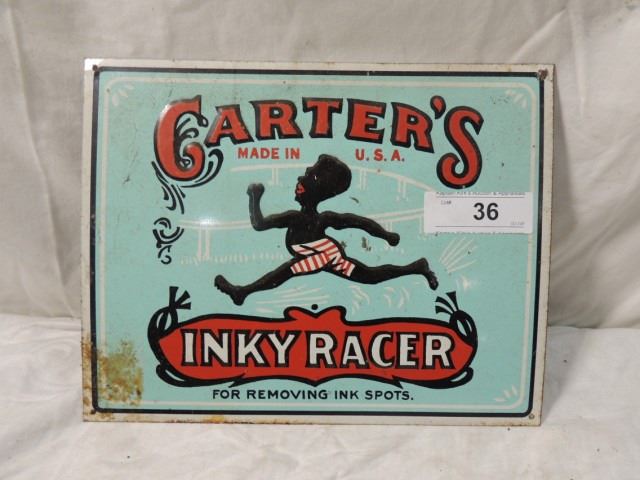 CARTER'S
MADE IN U.S.A.
36
INKY RACER
FOR REMOVING INK SPOTS.